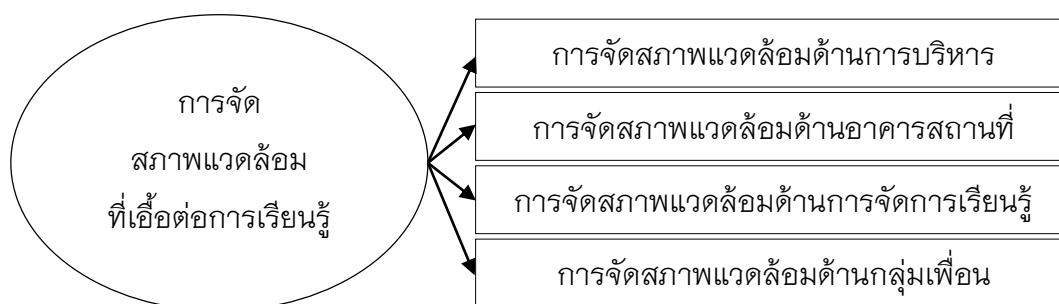 การจัด
สภาพแวดล้อม
ที่เอื้อต่อการเรียนรู้
การจัดสภาพแวดล้อมด้านการบริหาร
การจัดสภาพแวดล้อมด้านอาคารสถานที่
การจัดสภาพแวดล้อมด้านการจัดการเรียนรู้
การจัดสภาพแวดล้อมด้านกลุ่มเพื่อน